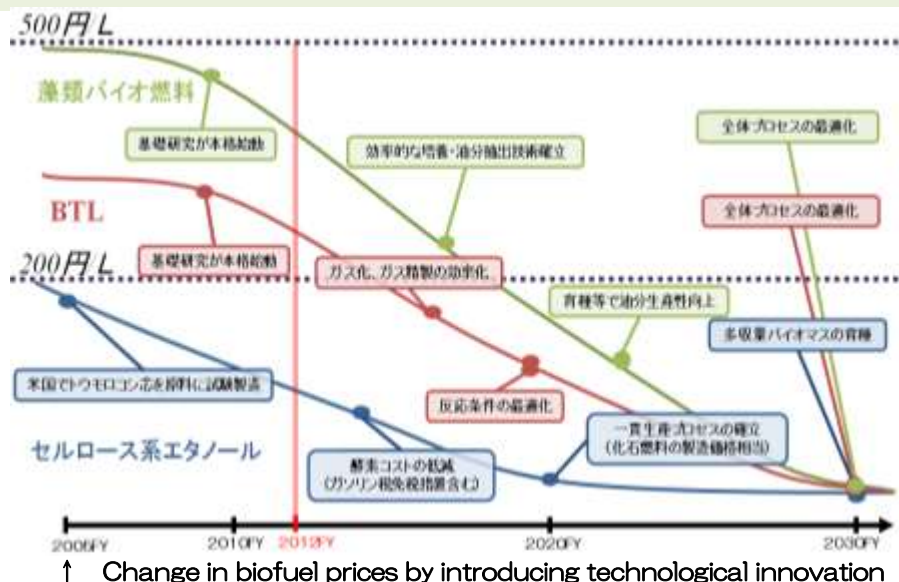 500円/L
藻類バイオ燃料
基礎研究が本格始動
効率的な培養・油分抽出技術確立
全体プロセスの最適化
BTL
全体プロセスの最適化
基礎研究が本格始動
ガス化、ガス精製の効率化
200円/L
育種等で油分生産性向上
多収量バイオマスの育種
米国でトウモロコシ芯を原料に試験製造
反応条件の最適化
セルロース系エタノール
酵素コストの低減
(ガソリン税免税措置含む)
一貫生産プロセスの確立
(化石燃料の製造価格相当)
2005FY
2010FY
2012FY
2020FY
2030FY
↑ Change in biofuel prices by introducing technological innovation